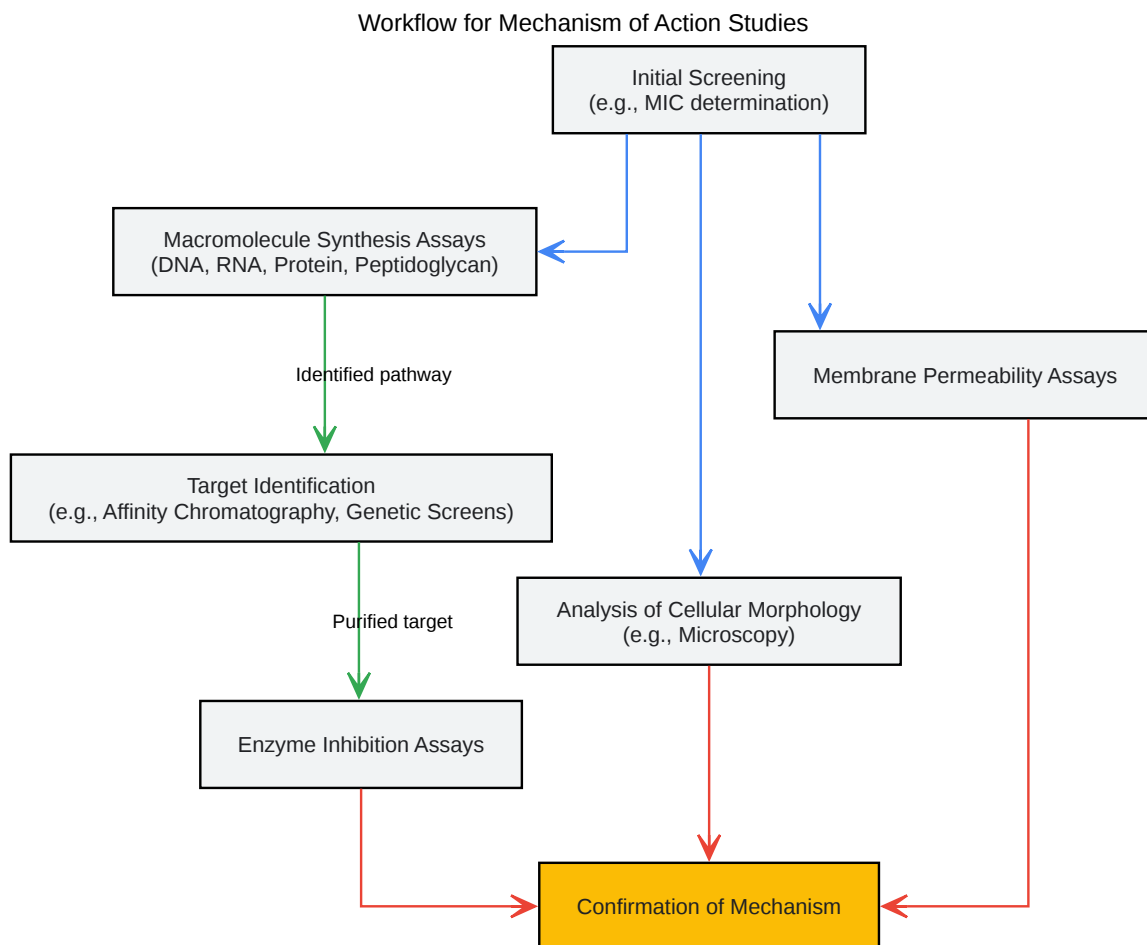 Workflow for Mechanism of Action Studies
Initial Screening
(e.g., MIC determination)
Macromolecule Synthesis Assays
(DNA, RNA, Protein, Peptidoglycan)
Membrane Permeability Assays
Identified pathway
Target Identification
(e.g., Affinity Chromatography, Genetic Screens)
Analysis of Cellular Morphology
(e.g., Microscopy)
Purified target
Enzyme Inhibition Assays
Confirmation of Mechanism